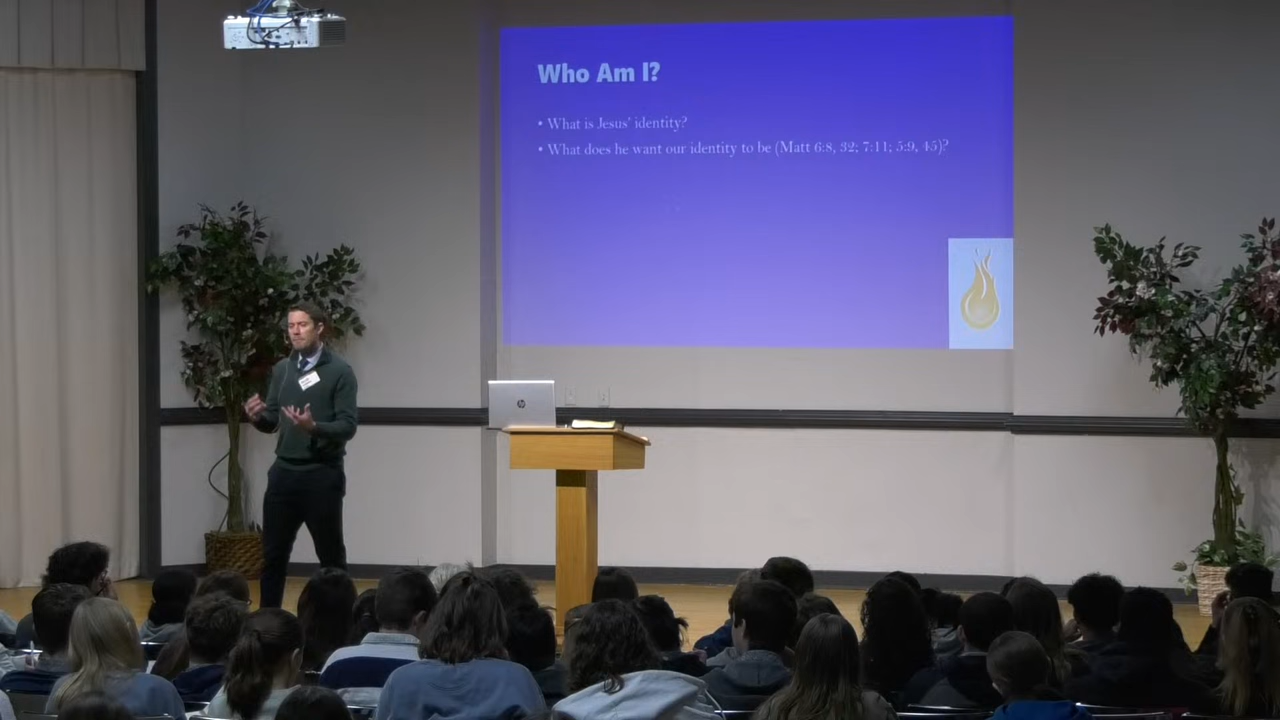 Who Am I?
• What is Jesus' identity?
• What does he want our identity to be (Matt 6:8, 32; 7:11; 5:9, 45)?
hp